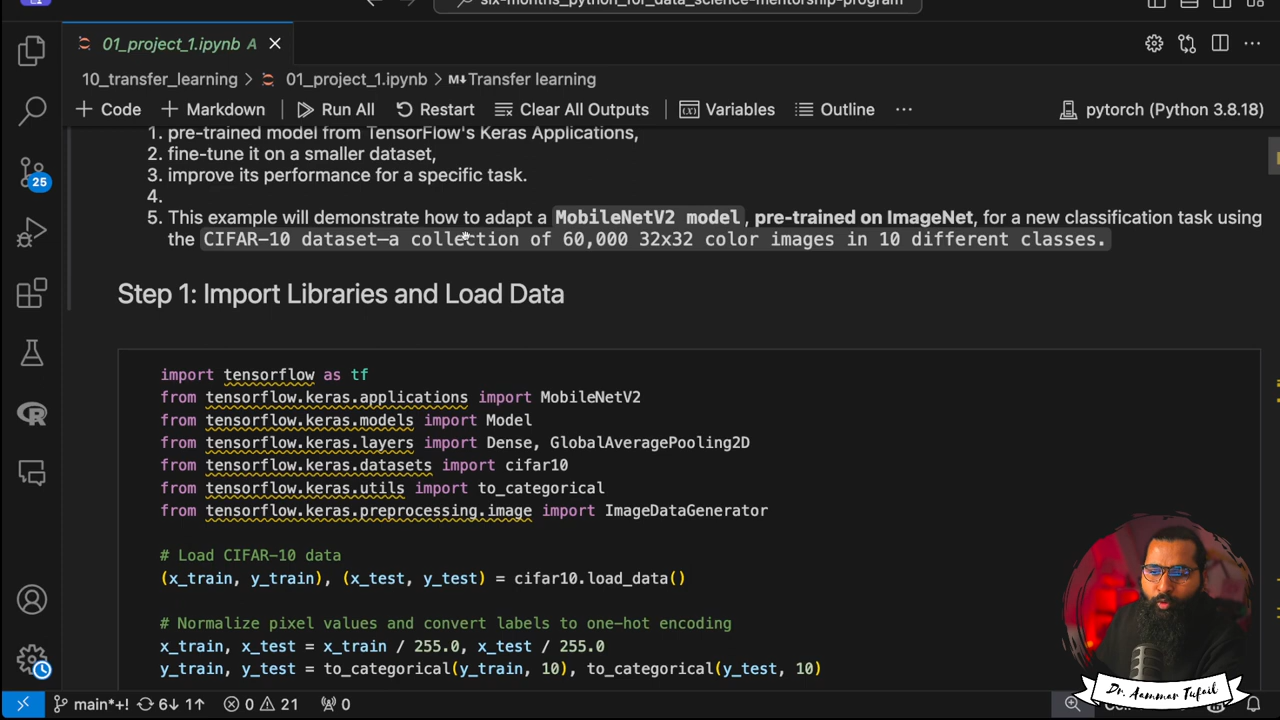 six-months_python_for_data_science-mentorship-program
01_project_1.ipynb A
10_transfer_learning > 01_project_1.ipynb > M↓Transfer learning
+ Code + Markdown Run All Restart Clear All Outputs Variables Outline ··· pytorch (Python 3.8.18)
1. pre-trained model from TensorFlow's Keras Applications,
2. fine-tune it on a smaller dataset,
3. improve its performance for a specific task.
4.
5. This example will demonstrate how to adapt a MobileNetV2 model, pre-trained on ImageNet, for a new classification task using
the CIFAR-10 dataset—a collection of 60,000 32x32 color images in 10 different classes.
25
Step 1: Import Libraries and Load Data
import tensorflow as tf
from tensorflow.keras.applications import MobileNetV2
from tensorflow.keras.models import Model
from tensorflow.keras.layers import Dense, GlobalAveragePooling2D
from tensorflow.keras.datasets import cifar10
from tensorflow.keras.utils import to_categorical
from tensorflow.keras.preprocessing.image import ImageDataGenerator
# Load CIFAR-10 data
(x_train, y_train), (x_test, y_test) = cifar10.load_data()
# Normalize pixel values and convert labels to one-hot encoding
x_train, x_test = x_train / 255.0, x_test / 255.0
y_train, y_test = to_categorical(y_train, 10), to_categorical(y_test, 10)
Dr. Aammar Tufail
main*+! 6↓ 1↑ 0 21 0